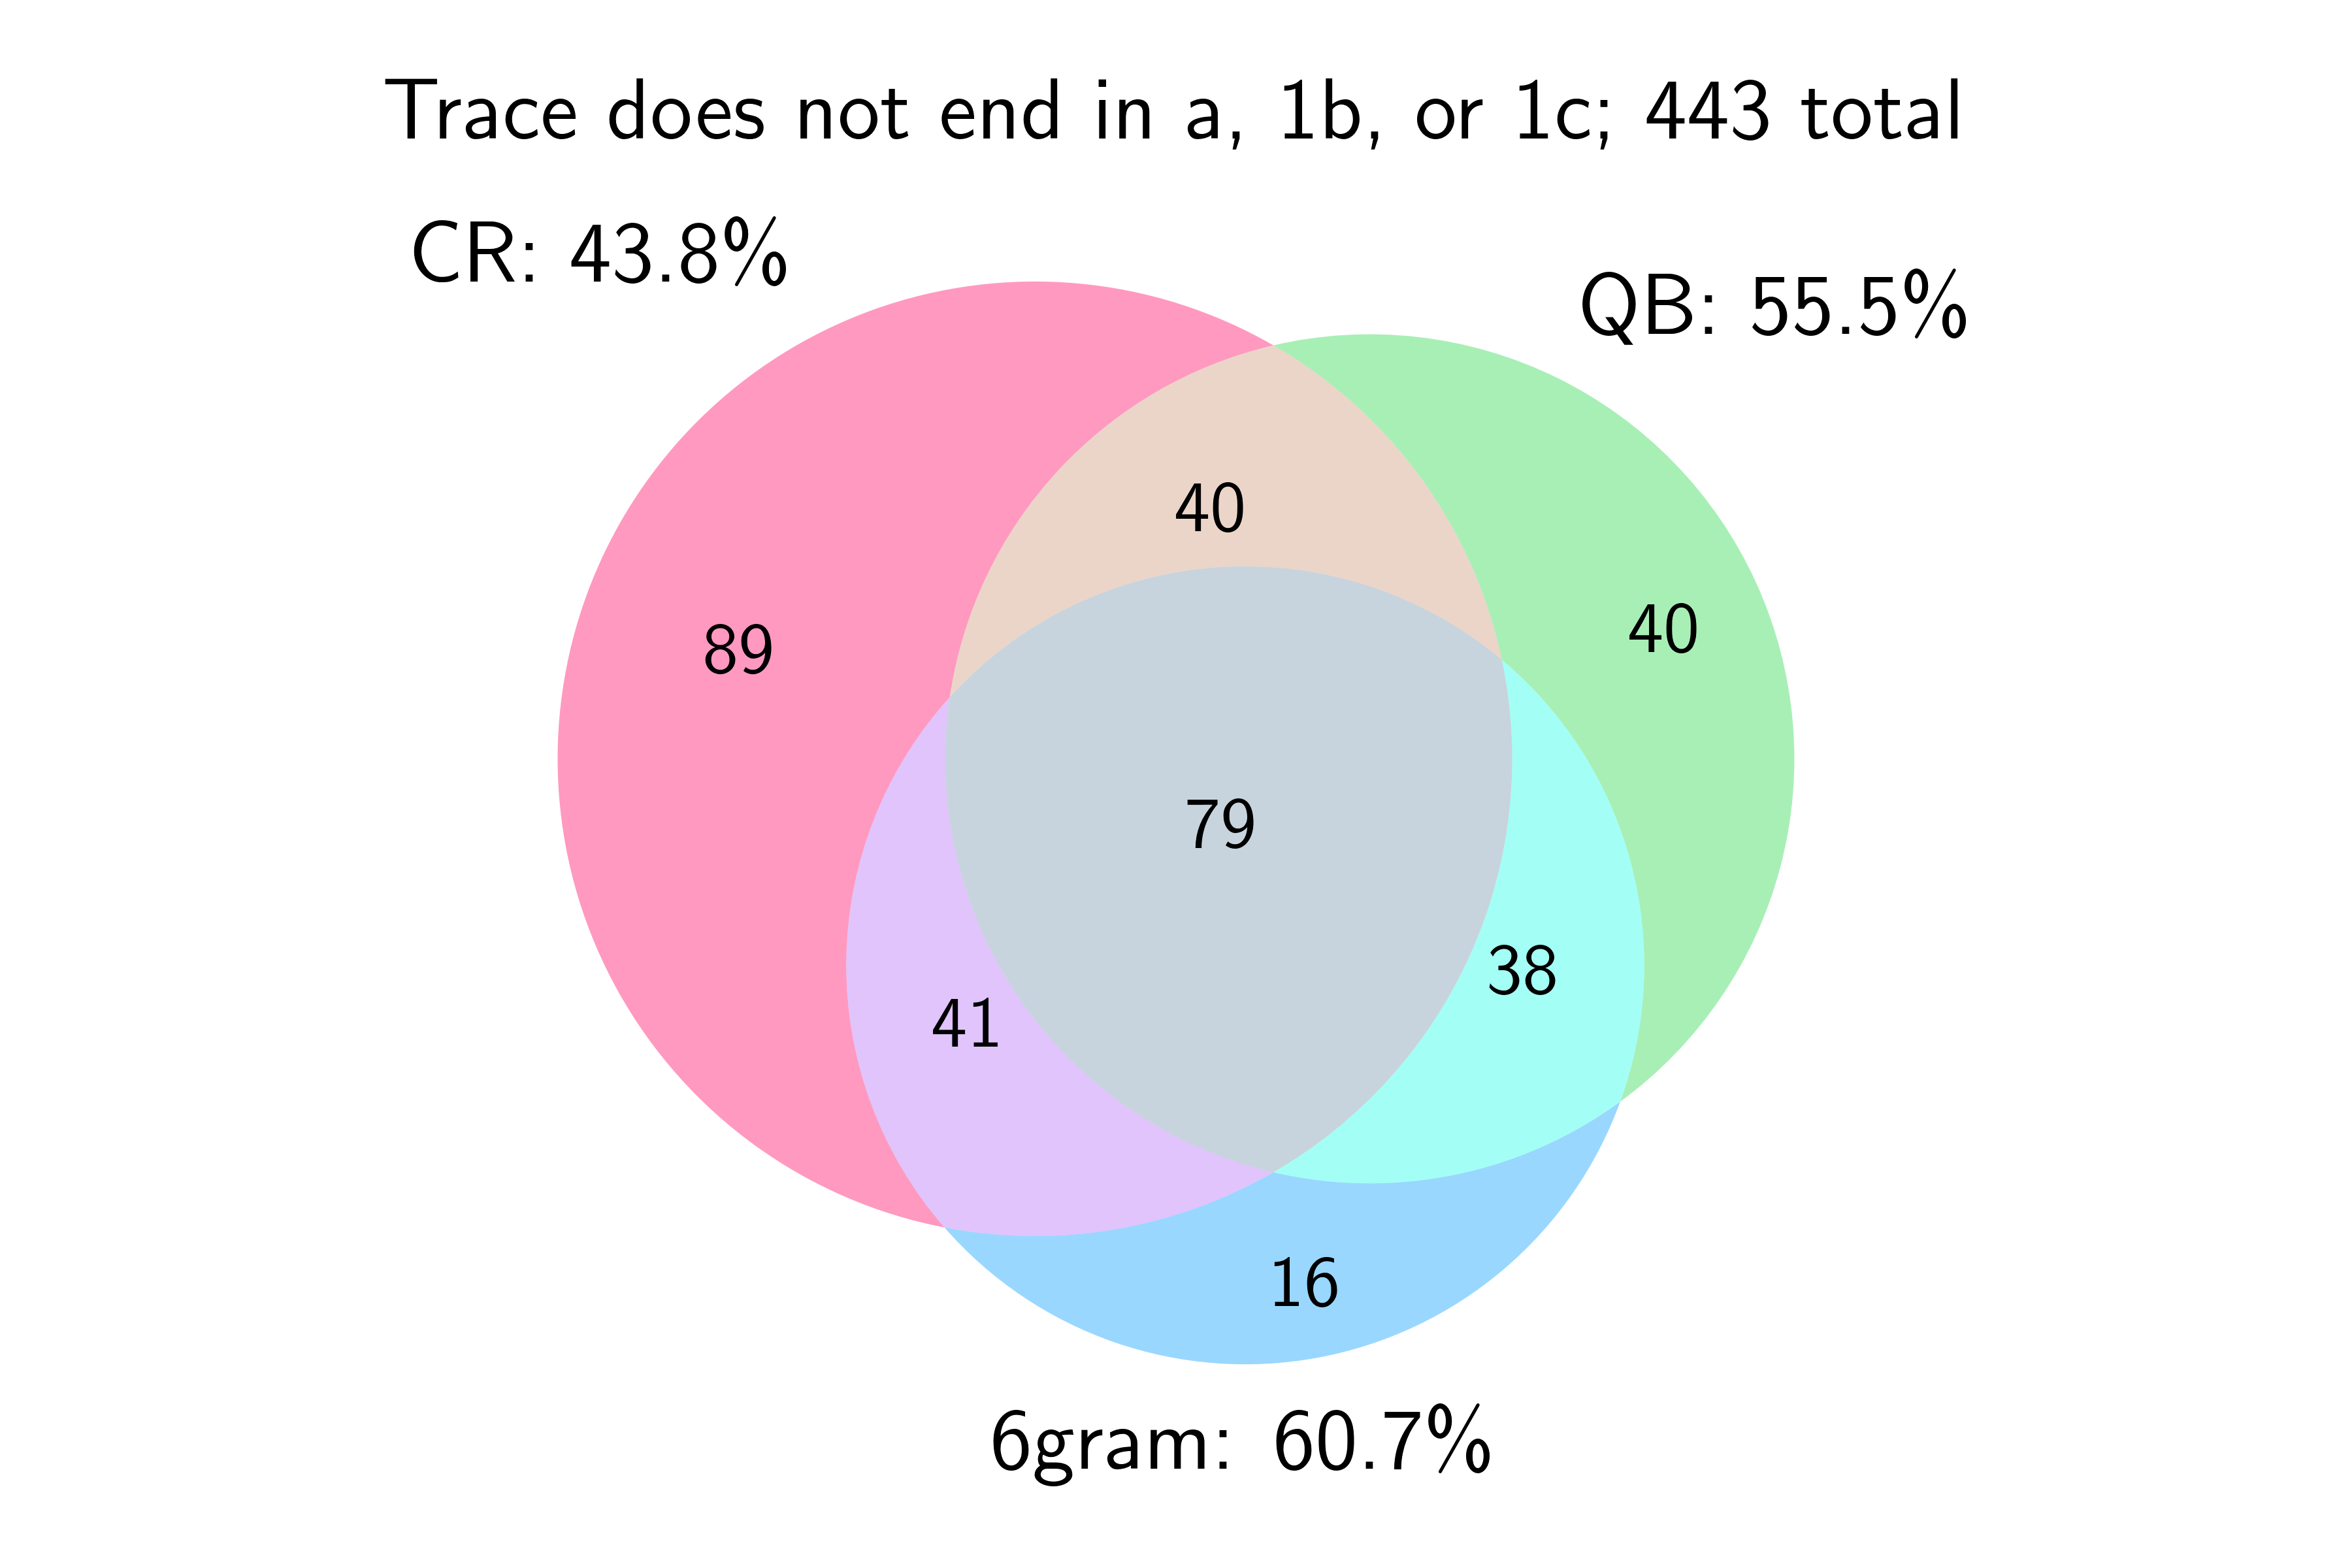 Trace does not end in a, 1b, or 1c; 443 total
CR: 43.8%
QB: 55.5%
40
89
40
79
38
41
16
6gram: 60.7%